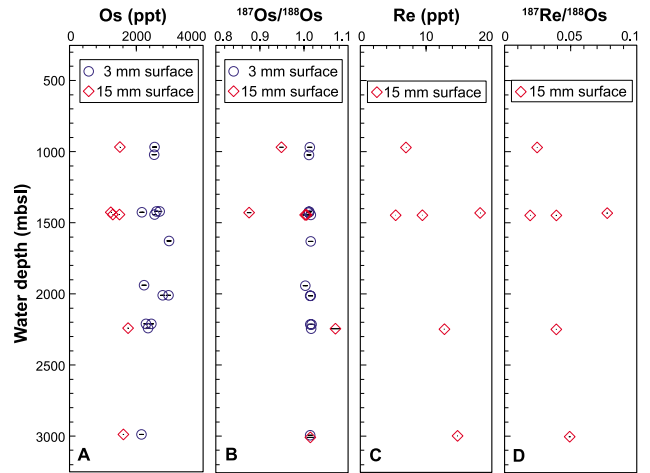 Os (ppt)
0 2000 4000
3 mm surface
15 mm surface
A
187Os/188Os
0.8 0.9 1.0 1.1
3 mm surface
15 mm surface
B
Re (ppt)
0 10 20
15 mm surface
C
187Re/188Os
0 0.05 0.1
15 mm surface
D
Water depth (mbsl)
500
1000
1500
2000
2500
3000